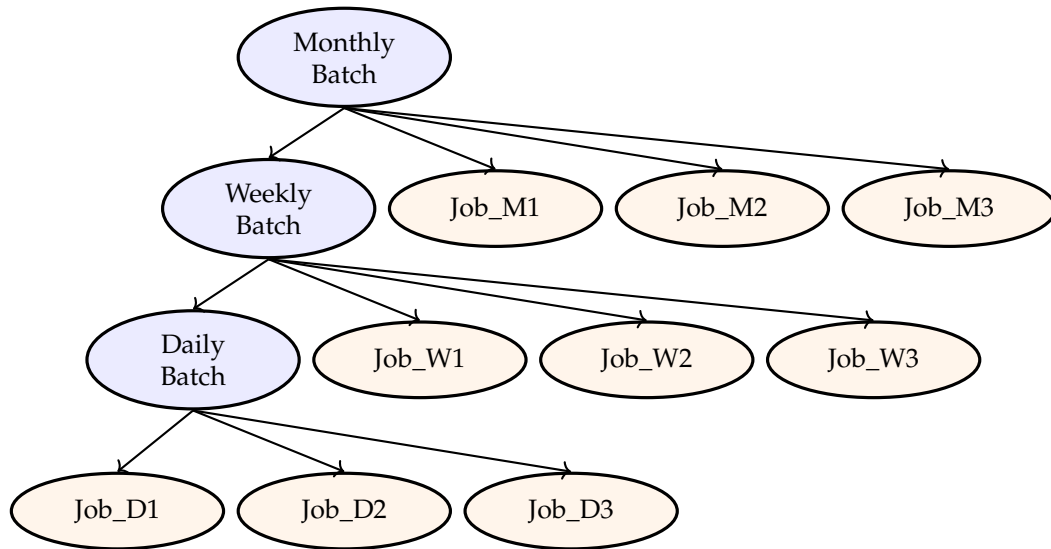 Monthly
Batch
Weekly
Batch
Job_M1
Job_M2
Job_M3
Daily
Batch
Job_W1
Job_W2
Job_W3
Job_D1
Job_D2
Job_D3